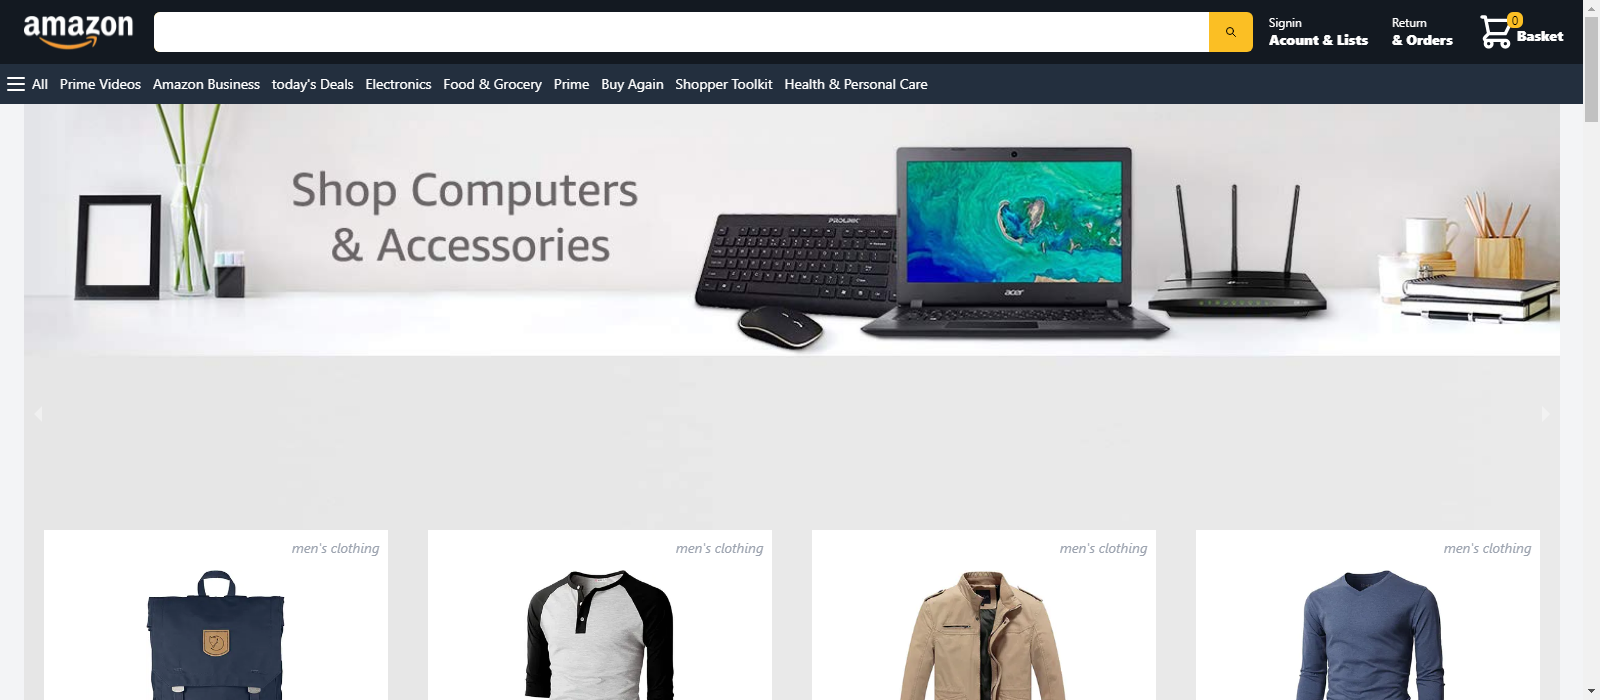 amazon
Signin
Acount & Lists
Return
& Orders
0
Basket
All Prime Videos Amazon Business today's Deals Electronics Food & Grocery Prime Buy Again Shopper Toolkit Health & Personal Care
Shop Computers
& Accessories
PROLINK
acer
men's clothing
men's clothing
men's clothing
men's clothing